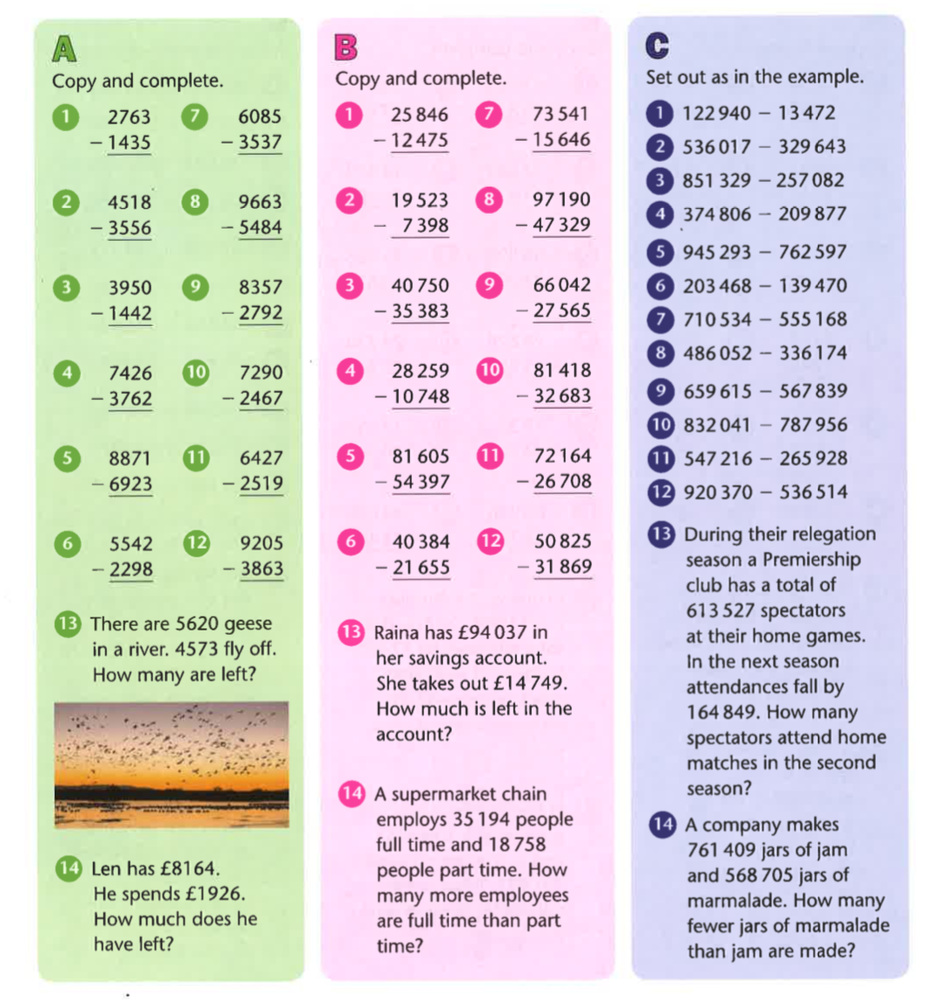 A
Copy and complete.
1 2763
− 1435
7 6085
− 3537
2 4518
− 3556
8 9663
− 5484
3 3950
− 1442
9 8357
− 2792
4 7426
− 3762
10 7290
− 2467
5 8871
− 6923
11 6427
− 2519
6 5542
− 2298
12 9205
− 3863
13 There are 5620 geese
in a river. 4573 fly off.
How many are left?
14 Len has £8164.
He spends £1926.
How much does he
have left?
B
Copy and complete.
1 25 846
− 12 475
7 73 541
− 15 646
2 19 523
− 7 398
8 97 190
− 47 329
3 40 750
− 35 383
9 66 042
− 27 565
4 28 259
− 10 748
10 81 418
− 32 683
5 81 605
− 54 397
11 72 164
− 26 708
6 40 384
− 21 655
12 50 825
− 31 869
13 Raina has £94 037 in
her savings account.
She takes out £14 749.
How much is left in the
account?
14 A supermarket chain
employs 35 194 people
full time and 18 758
people part time. How
many more employees
are full time than part
time?
C
Set out as in the example.
1 122 940 − 13 472
2 536 017 − 329 643
3 851 329 − 257 082
4 374 806 − 209 877
5 945 293 − 762 597
6 203 468 − 139 470
7 710 534 − 555 168
8 486 052 − 336 174
9 659 615 − 567 839
10 832 041 − 787 956
11 547 216 − 265 928
12 920 370 − 536 514
13 During their relegation
season a Premiership
club has a total of
613 527 spectators
at their home games.
In the next season
attendances fall by
164 849. How many
spectators attend home
matches in the second
season?
14 A company makes
761 409 jars of jam
and 568 705 jars of
marmalade. How many
fewer jars of marmalade
than jam are made?